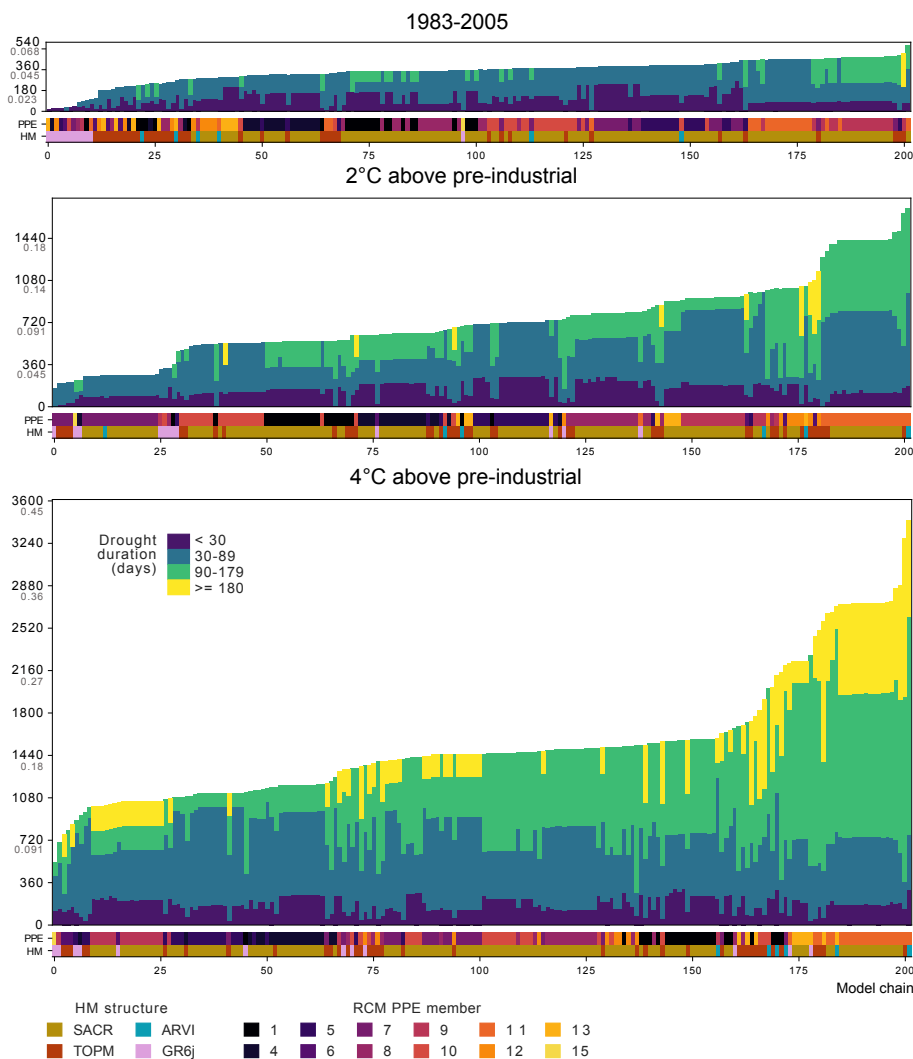 1983-2005
540
0.068
360
0.045
180
0.023
0
PPE
HM
0 25 50 75 100 125 150 175 200
2°C above pre-industrial
1440
0.18
1080
0.14
720
0.091
360
0.045
0
PPE
HM
0 25 50 75 100 125 150 175 200
4°C above pre-industrial
3600
0.45
3240
2880
0.36
2520
2160
0.27
1800
1440
0.18
1080
720
0.091
360
0
Drought duration (days)
< 30
30-89
90-179
>= 180
PPE
HM
0 25 50 75 100 125 150 175 200
Model chain
HM structure RCM PPE member
SACR ARVI 1 5 7 9 11 13
TOPM GR6j 4 6 8 10 12 15